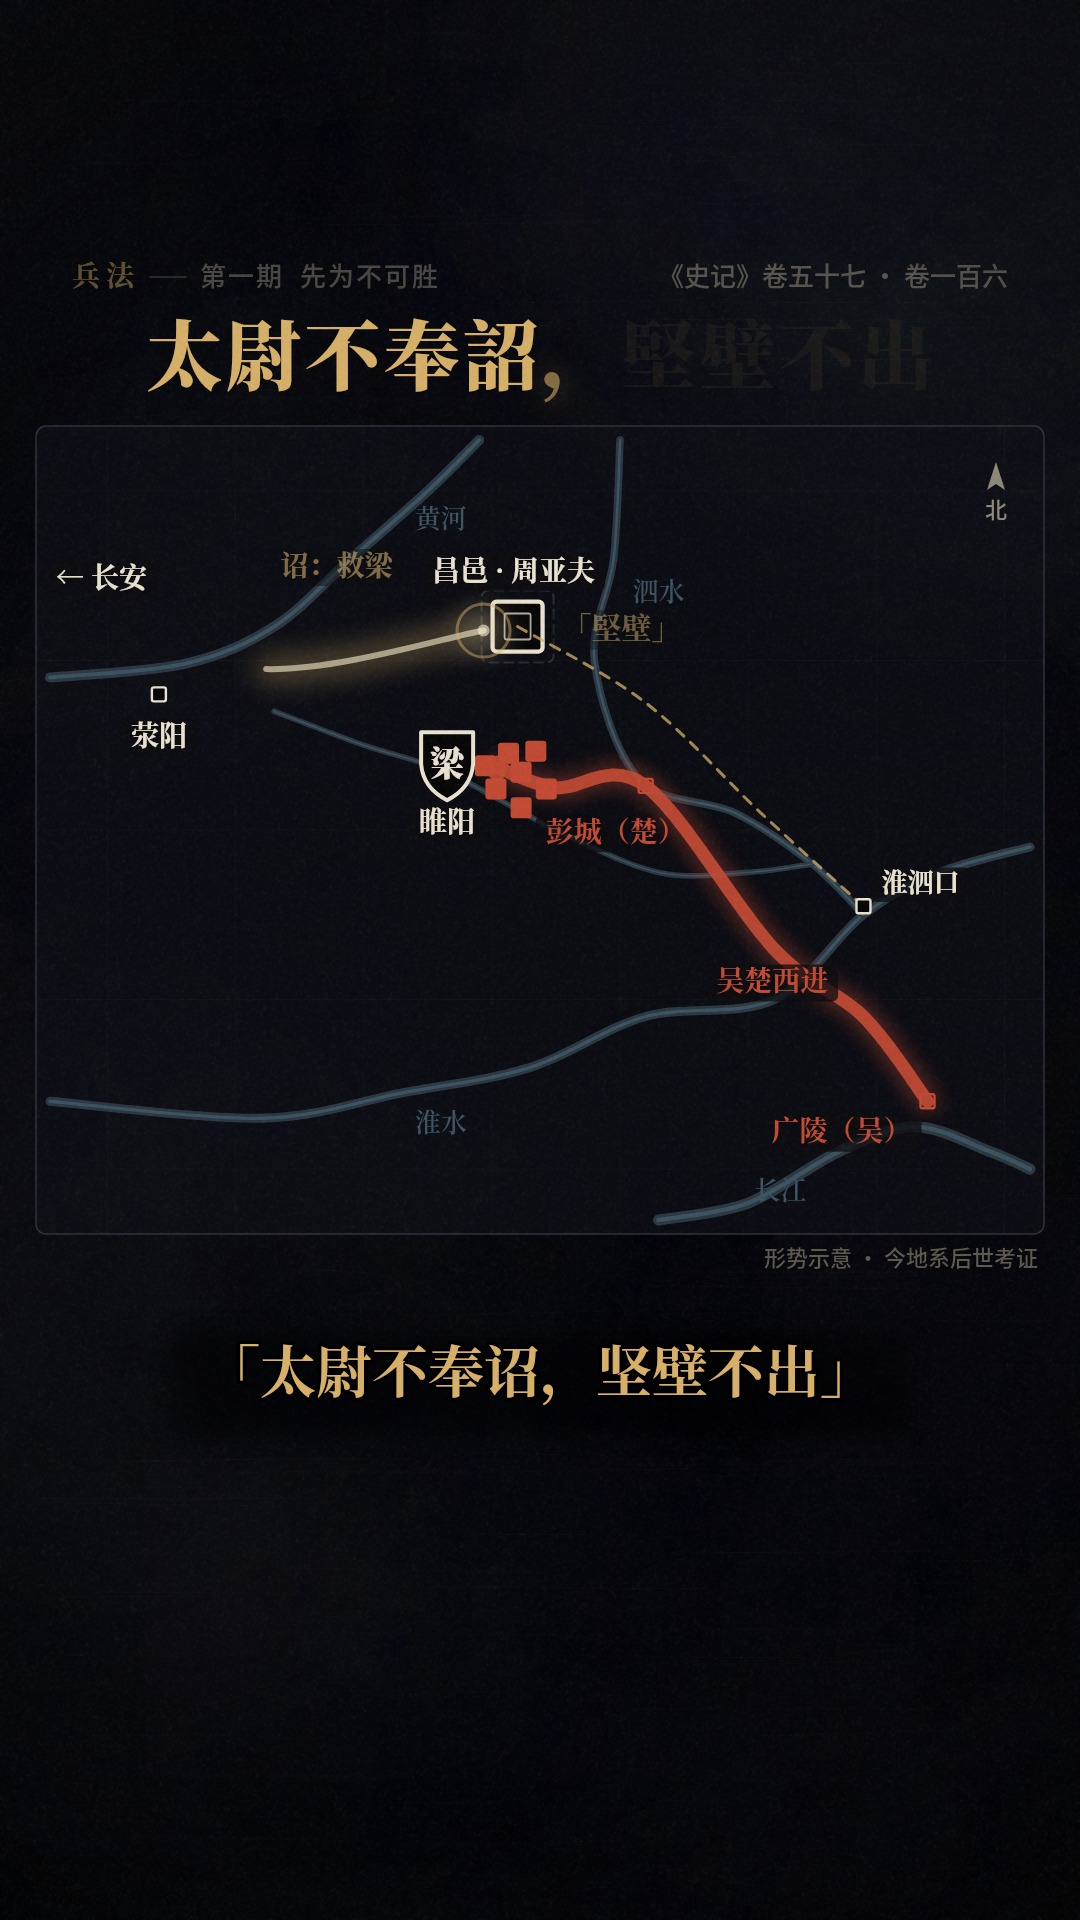 兵法 — 第一期 先为不可胜
《史记》卷五十七·卷一百六
太尉不奉詔，堅壁不出
北
黄河
← 长安
诏：救梁
昌邑·周亚夫
泗水
「堅壁」
荥阳
梁
睢阳
彭城（楚）
淮泗口
吴楚西进
淮水
广陵（吴）
长江
形势示意·今地系后世考证
「太尉不奉诏，坚壁不出」